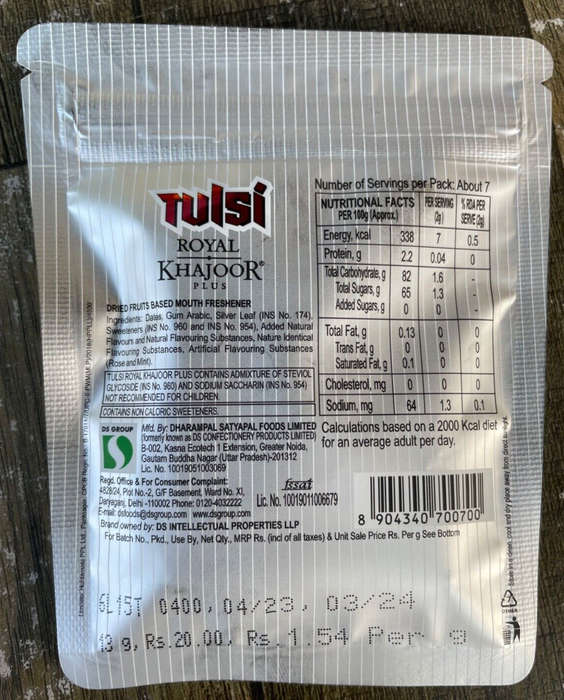 Tulsi
ROYAL
KHAJOOR®
PLUS
DRIED FRUITS BASED MOUTH FRESHENER
Ingredients: Dates, Gum Arabic, Silver Leaf (INS No. 174),
Sweeteners (INS No. 960 and INS No. 954), Added Natural
Flavours and Natural Flavouring Substances, Nature Identical
Flavouring Substances, Artificial Flavouring Substances
(Rose and Mint).
TULSI ROYAL KHAJOOR PLUS CONTAINS ADMIXTURE OF STEVIOL
GLYCOSIDE (INS No. 960) AND SODIUM SACCHARIN (INS No. 954)
NOT RECOMMENDED FOR CHILDREN.
CONTAINS NON CALORIC SWEETENERS.
Number of Servings per Pack: About 7
NUTRITIONAL FACTS PER 100g (Approx.) PER SERVING (2g) % RDA PER SERVE (2g)
Energy, kcal 338 7 0.5
Protein, g 2.2 0.04 0
Total Carbohydrate, g 82 1.6 -
Total Sugars, g 65 1.3 -
Added Sugars, g 0 0 -
Total Fat, g 0.13 0 0
Trans Fat, g 0 0 0
Saturated Fat, g 0.1 0 0
Cholesterol, mg 0 0 0
Sodium, mg 64 1.3 0.1
Calculations based on a 2000 Kcal diet
for an average adult per day.
DS GROUP
Mfd. By: DHARAMPAL SATYAPAL FOODS LIMITED
(formerly known as DS CONFECTIONERY PRODUCTS LIMITED)
B-002, Kasna Ecotech 1 Extension, Greater Noida,
Gautam Buddha Nagar (Uttar Pradesh)-201312
Lic. No. 10019051003069
Regd. Office & For Consumer Complaint:
4828/24, Plot No.-2, G/F Basement, Ward No. XI,
Daryaganj, Delhi -110002 Phone: 0120-4032222
E-mail: dsfoods@dsgroup.com www.dsgroup.com
fssai
Lic. No. 10019011006679
8 904340 700700
Brand owned by: DS INTELLECTUAL PROPERTIES LLP
For Batch No., Pkd., Use By, Net Qty., MRP Rs. (incl of all taxes) & Unit Sale Price Rs. Per g See Bottom
6L15T 0400, 04/23, 03/24
13 g, Rs.20.00, Rs.1.54 Per g